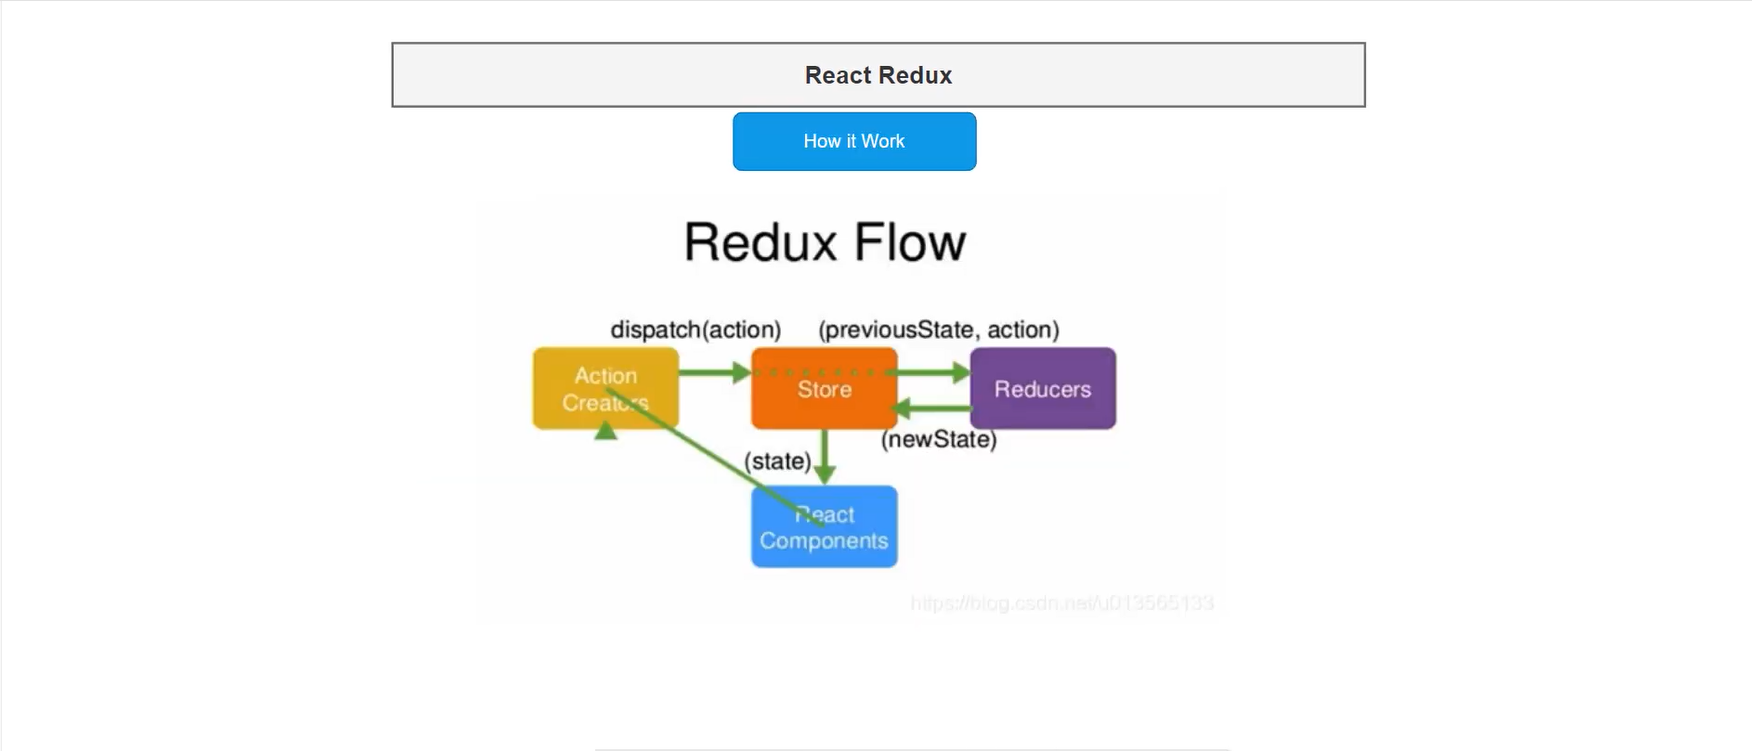 React Redux
How it Work
Redux Flow
dispatch(action)
(previousState, action)
Action
Creators
Store
Reducers
(newState)
(state)
React
Components
https://blog.csdn.net/u013565133